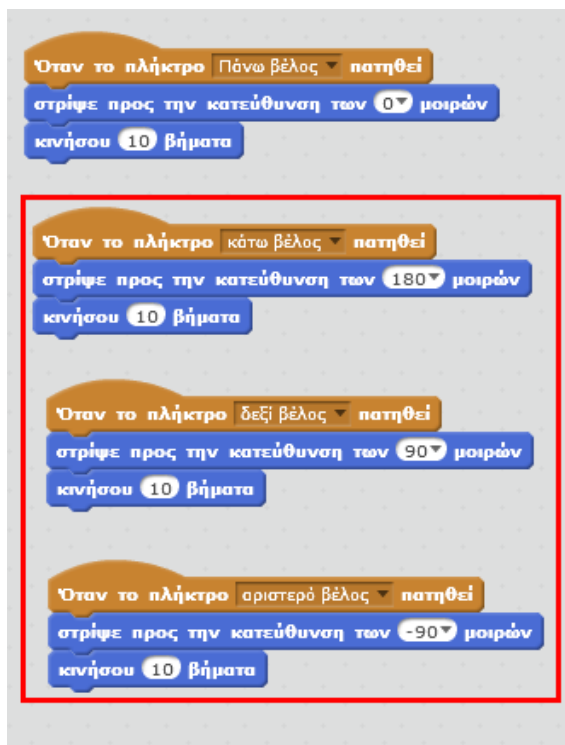 Όταν το πλήκτρο Πάνω βέλος πατηθεί
στρίψε προς την κατεύθυνση των 0 μοιρών
κινήσου 10 βήματα
Όταν το πλήκτρο κάτω βέλος πατηθεί
στρίψε προς την κατεύθυνση των 180 μοιρών
κινήσου 10 βήματα
Όταν το πλήκτρο δεξί βέλος πατηθεί
στρίψε προς την κατεύθυνση των 90 μοιρών
κινήσου 10 βήματα
Όταν το πλήκτρο αριστερό βέλος πατηθεί
στρίψε προς την κατεύθυνση των -90 μοιρών
κινήσου 10 βήματα